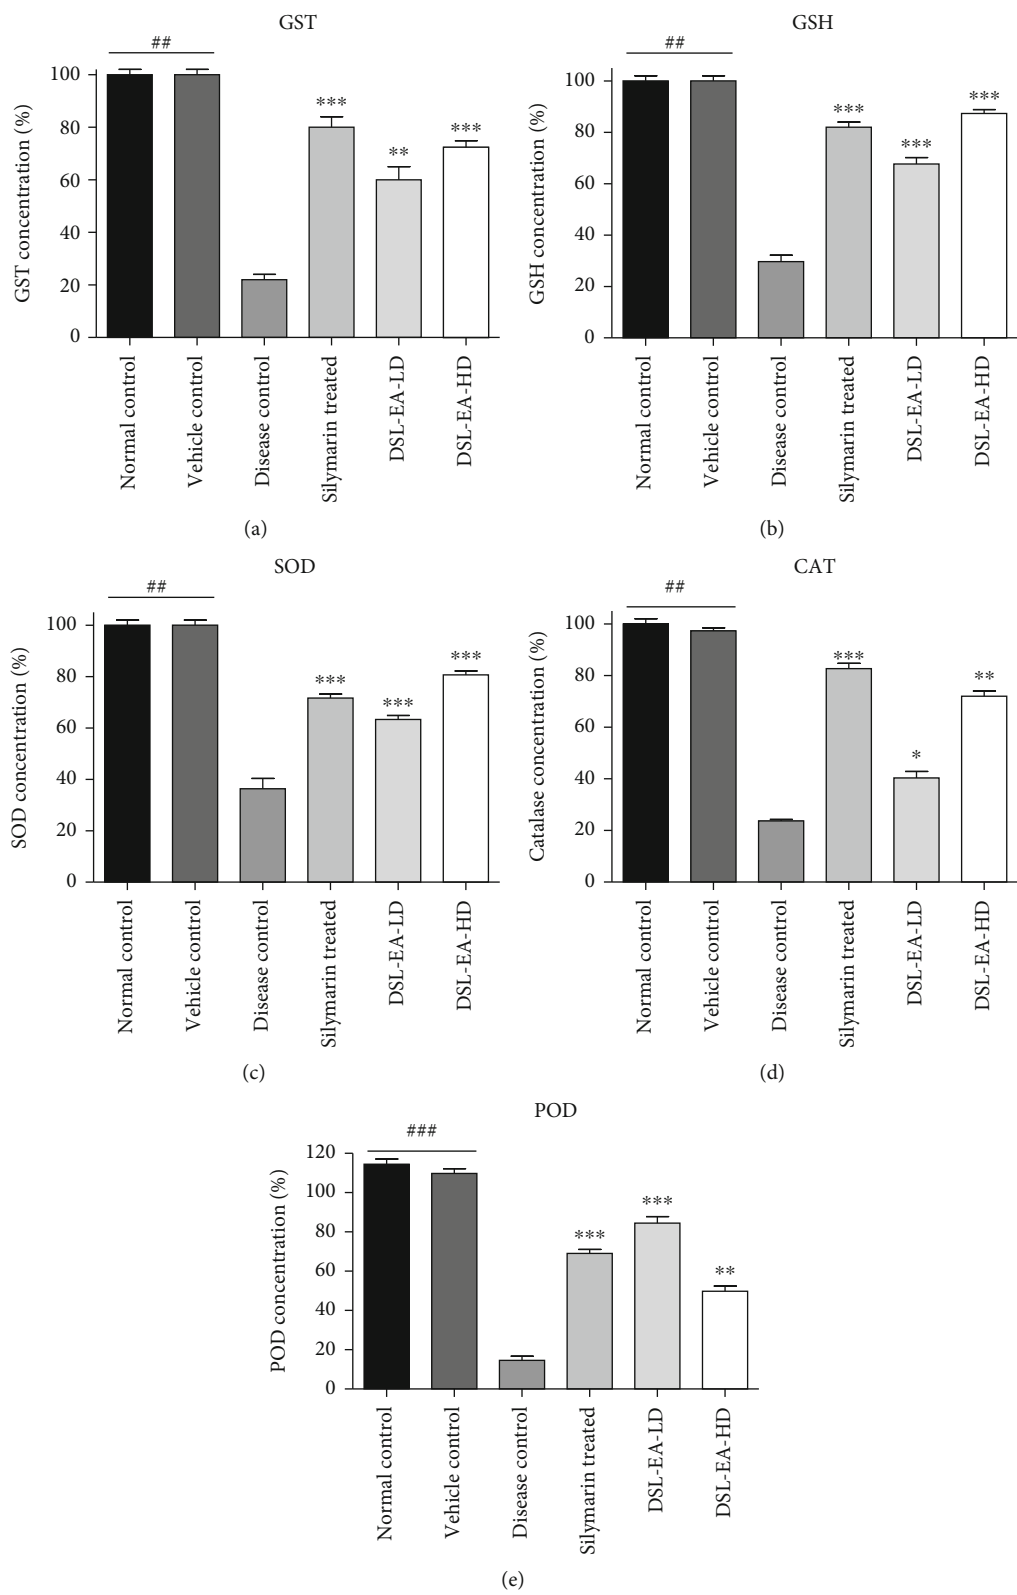 GST
##
GST concentration (%)
100
80
60
40
20
0
***
**
***
Normal control
Vehicle control
Disease control
Silymarin treated
DSL-EA-LD
DSL-EA-HD
(a)
GSH
##
GSH concentration (%)
100
80
60
40
20
0
***
***
***
Normal control
Vehicle control
Disease control
Silymarin treated
DSL-EA-LD
DSL-EA-HD
(b)
SOD
##
SOD concentration (%)
100
80
60
40
20
0
***
***
***
Normal control
Vehicle control
Disease control
Silymarin treated
DSL-EA-LD
DSL-EA-HD
(c)
CAT
##
Catalase concentration (%)
100
80
60
40
20
0
***
*
**
Normal control
Vehicle control
Disease control
Silymarin treated
DSL-EA-LD
DSL-EA-HD
(d)
POD
###
POD concentration (%)
120
100
80
60
40
20
0
***
***
**
Normal control
Vehicle control
Disease control
Silymarin treated
DSL-EA-LD
DSL-EA-HD
(e)